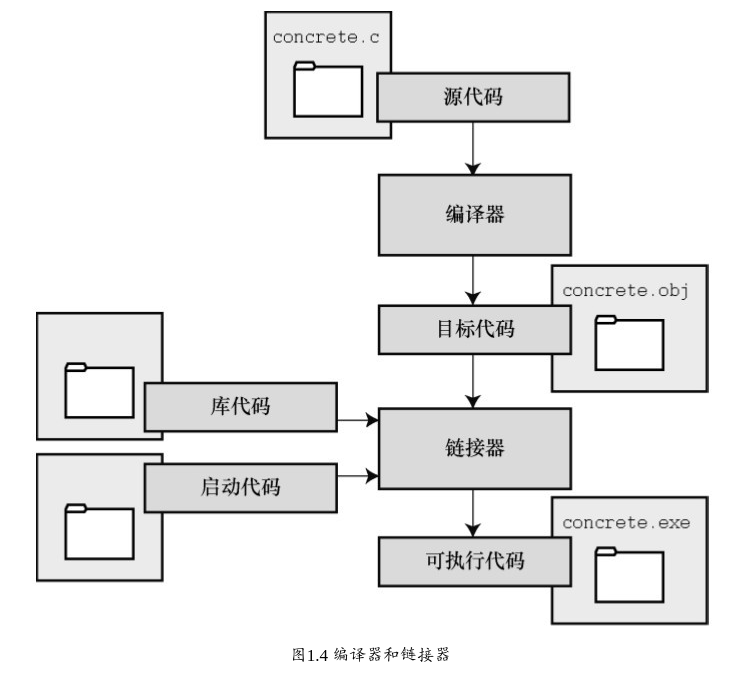 concrete.c
源代码
编译器
concrete.obj
目标代码
库代码
链接器
启动代码
concrete.exe
可执行代码
图1.4 编译器和链接器